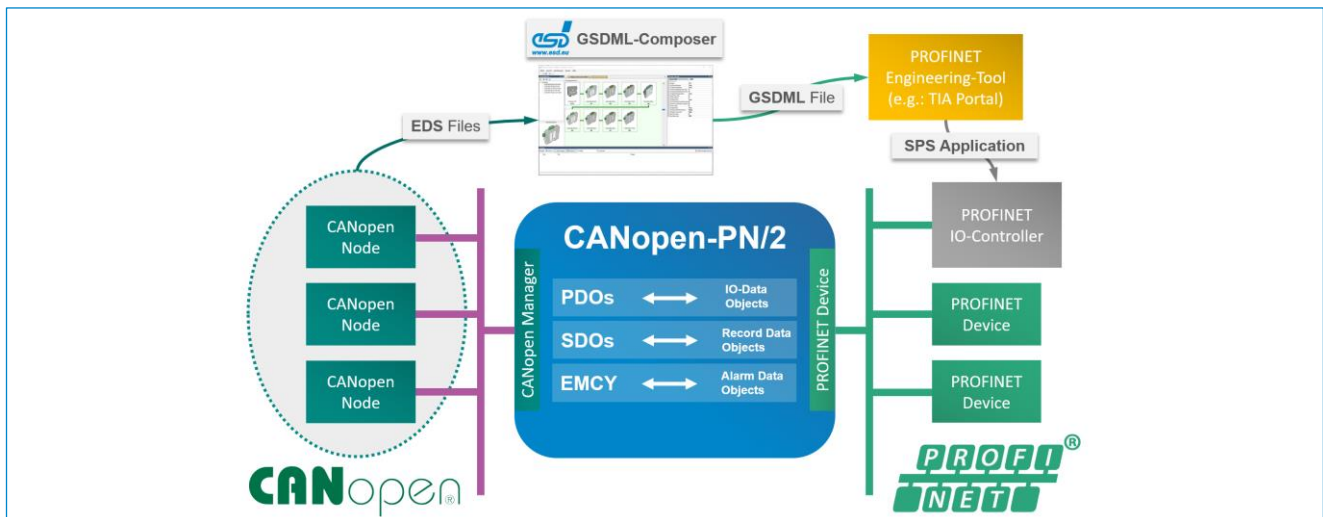 esd
www.esd.eu
GSDML-Composer
EDS Files
GSDML File
PROFINET
Engineering-Tool
(e.g.: TIA Portal)
SPS Application
CANopen
Node
CANopen
Node
CANopen
Node
CANopen Manager
CANopen-PN/2
PDOs
IO-Data
Objects
SDOs
Record Data
Objects
EMCY
Alarm Data
Objects
PROFINET Device
PROFINET
IO-Controller
PROFINET
Device
PROFINET
Device
CANopen®
PROFI®
NET